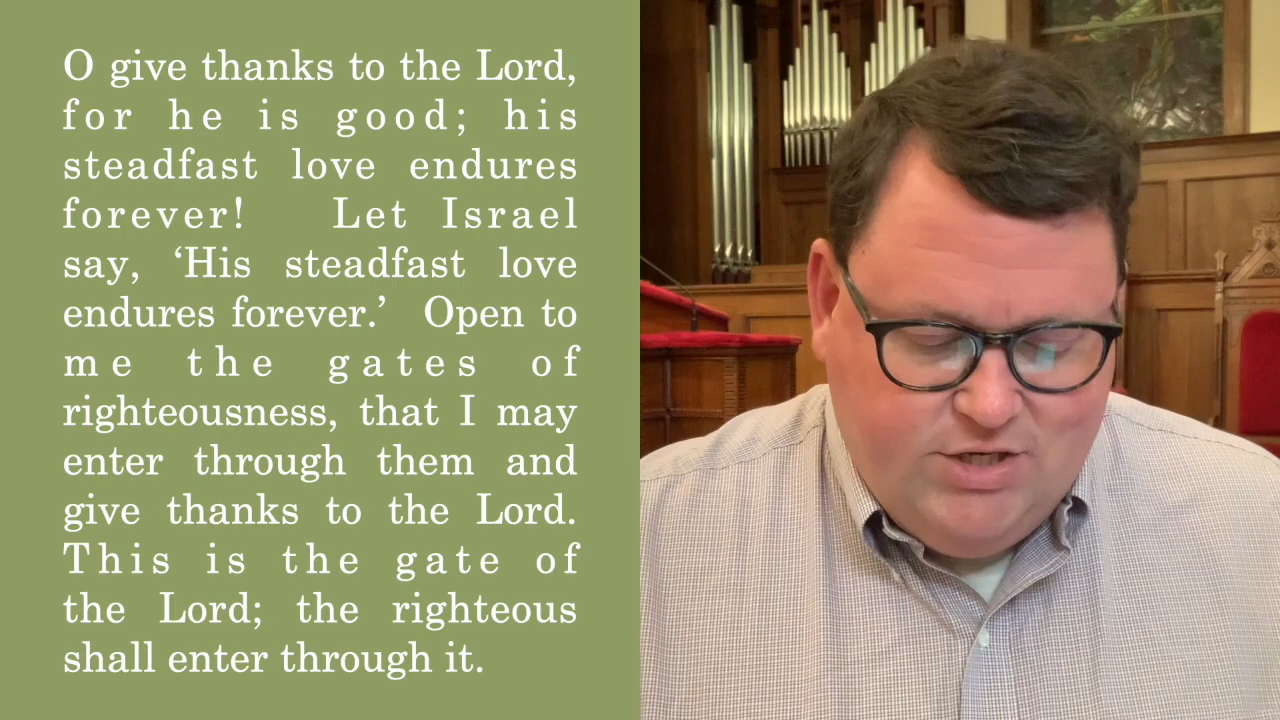 O give thanks to the Lord,
for he is good; his
steadfast love endures
forever! Let Israel
say, ‘His steadfast love
endures forever.’ Open to
me the gates of
righteousness, that I may
enter through them and
give thanks to the Lord.
This is the gate of
the Lord; the righteous
shall enter through it.